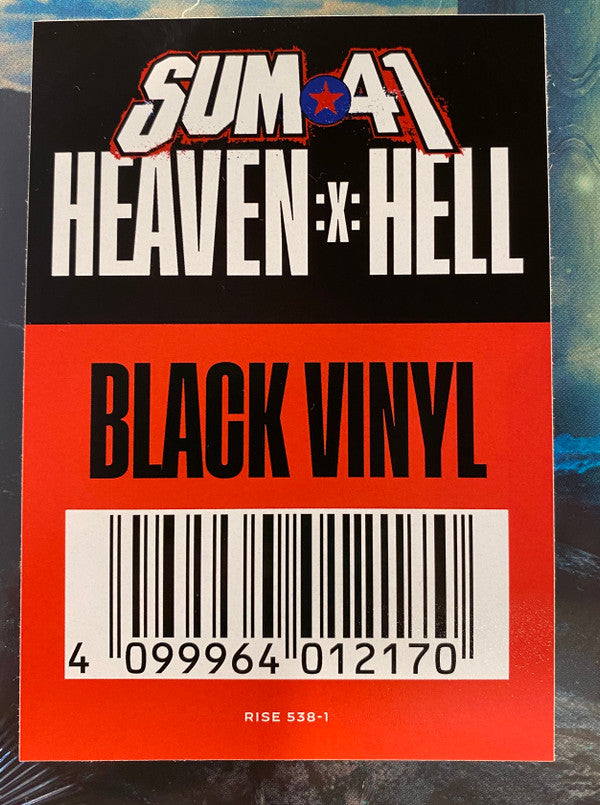 SUM★41
HEAVEN:x:HELL
BLACK VINYL
4 099964 012170
RISE 538-1